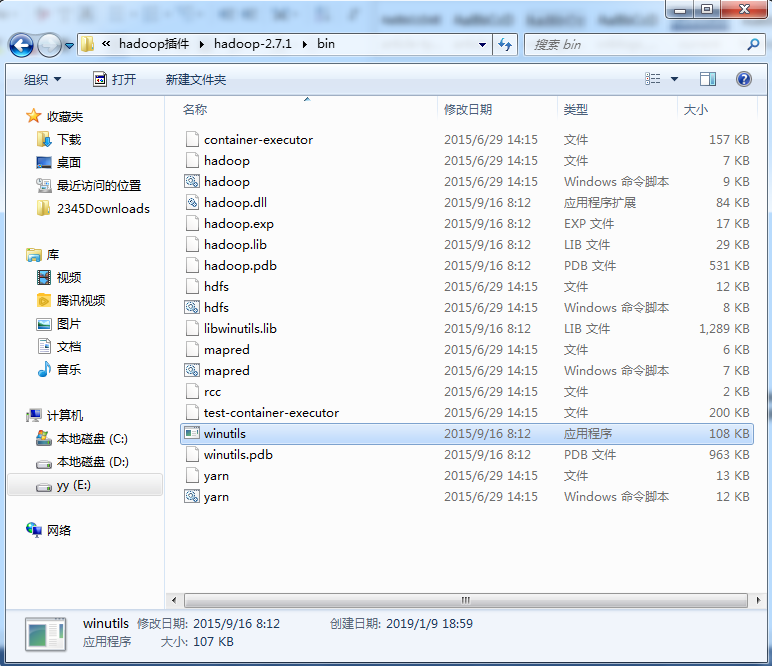 « hadoop插件 hadoop-2.7.1 bin
搜索 bin
组织 打开 新建文件夹
收藏夹
下载
桌面
最近访问的位置
2345Downloads
库
视频
腾讯视频
图片
文档
音乐
计算机
本地磁盘 (C:)
本地磁盘 (D:)
yy (E:)
网络
名称 修改日期 类型 大小
container-executor 2015/6/29 14:15 文件 157 KB
hadoop 2015/6/29 14:15 文件 7 KB
hadoop 2015/6/29 14:15 Windows 命令脚本 9 KB
hadoop.dll 2015/9/16 8:12 应用程序扩展 84 KB
hadoop.exp 2015/9/16 8:12 EXP 文件 17 KB
hadoop.lib 2015/9/16 8:12 LIB 文件 29 KB
hadoop.pdb 2015/9/16 8:12 PDB 文件 531 KB
hdfs 2015/6/29 14:15 文件 12 KB
hdfs 2015/6/29 14:15 Windows 命令脚本 8 KB
libwinutils.lib 2015/9/16 8:12 LIB 文件 1,289 KB
mapred 2015/6/29 14:15 文件 6 KB
mapred 2015/6/29 14:15 Windows 命令脚本 7 KB
rcc 2015/6/29 14:15 文件 2 KB
test-container-executor 2015/6/29 14:15 文件 200 KB
winutils 2015/9/16 8:12 应用程序 108 KB
winutils.pdb 2015/9/16 8:12 PDB 文件 963 KB
yarn 2015/6/29 14:15 文件 13 KB
yarn 2015/6/29 14:15 Windows 命令脚本 12 KB
winutils 修改日期: 2015/9/16 8:12 创建日期: 2019/1/9 18:59
应用程序 大小: 107 KB